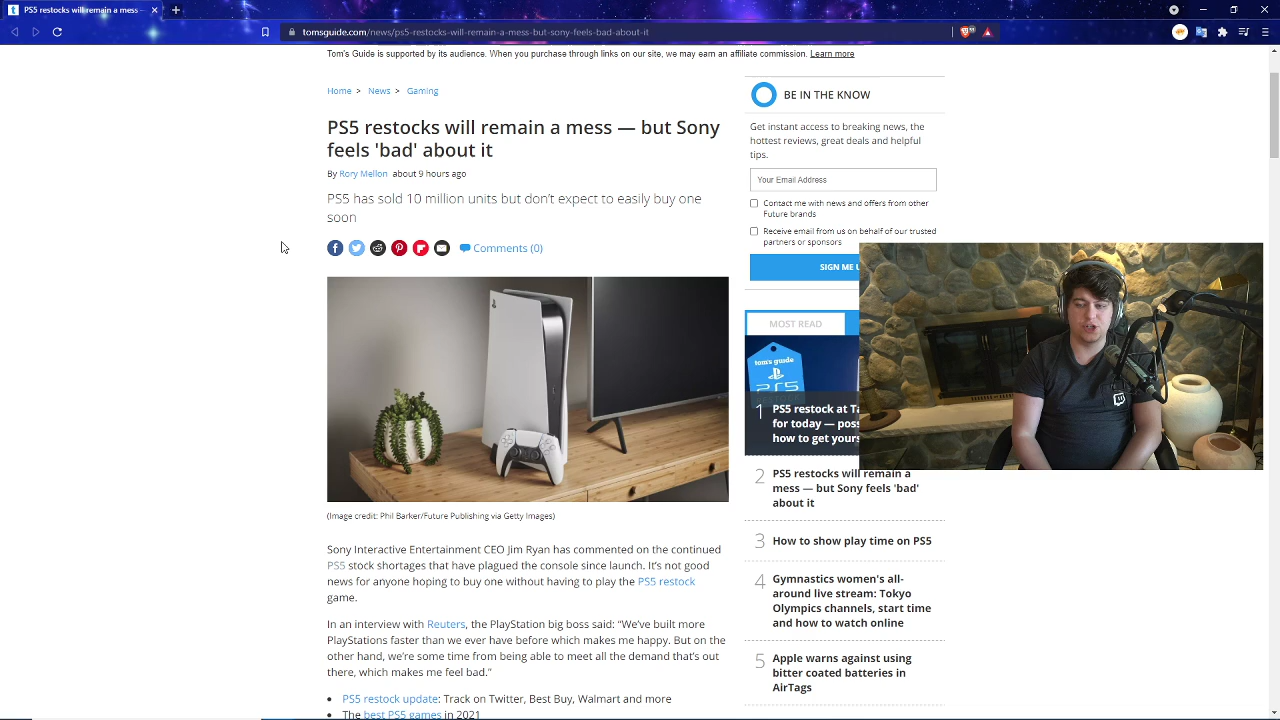 PS5 restocks will remain a mess —
tomsguide.com/news/ps5-restocks-will-remain-a-mess-but-sony-feels-bad-about-it
Tom's Guide is supported by its audience. When you purchase through links on our site, we may earn an affiliate commission. Learn more
Home > News > Gaming
PS5 restocks will remain a mess — but Sony
feels 'bad' about it
By Rory Mellon about 9 hours ago
PS5 has sold 10 million units but don't expect to easily buy one
soon
Comments (0)
(Image credit: Phil Barker/Future Publishing via Getty Images)
Sony Interactive Entertainment CEO Jim Ryan has commented on the continued
PS5 stock shortages that have plagued the console since launch. It's not good
news for anyone hoping to buy one without having to play the PS5 restock
game.
In an interview with Reuters, the PlayStation big boss said: “We've built more
PlayStations faster than we ever have before which makes me happy. But on the
other hand, we're some time from being able to meet all the demand that's out
there, which makes me feel bad.”
• PS5 restock update: Track on Twitter, Best Buy, Walmart and more
• The best PS5 games in 2021
BE IN THE KNOW
Get instant access to breaking news, the
hottest reviews, great deals and helpful
tips.
Your Email Address
Contact me with news and offers from other
Future brands
Receive email from us on behalf of our trusted
partners or sponsors
SIGN ME U
MOST READ
tom's guide
PS5
1 PS5 restock at Ta
for today — poss
how to get yours
2 PS5 restocks will remain a
mess — but Sony feels 'bad'
about it
3 How to show play time on PS5
4 Gymnastics women's all-
around live stream: Tokyo
Olympics channels, start time
and how to watch online
5 Apple warns against using
bitter coated batteries in
AirTags